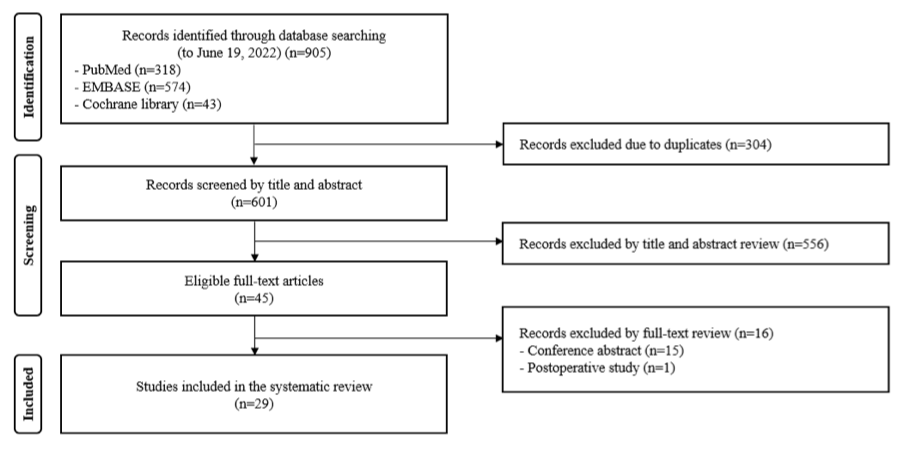 Identification
Records identified through database searching
(to June 19, 2022) (n=905)
- PubMed (n=318)
- EMBASE (n=574)
- Cochrane library (n=43)
Records excluded due to duplicates (n=304)
Screening
Records screened by title and abstract
(n=601)
Records excluded by title and abstract review (n=556)
Eligible full-text articles
(n=45)
Records excluded by full-text review (n=16)
- Conference abstract (n=15)
- Postoperative study (n=1)
Included
Studies included in the systematic review
(n=29)